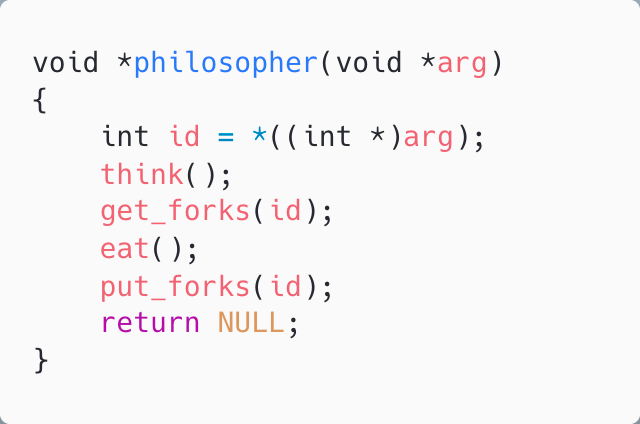 void *philosopher(void *arg)
{
    int id = *((int *)arg);
    think();
    get_forks(id);
    eat();
    put_forks(id);
    return NULL;
}